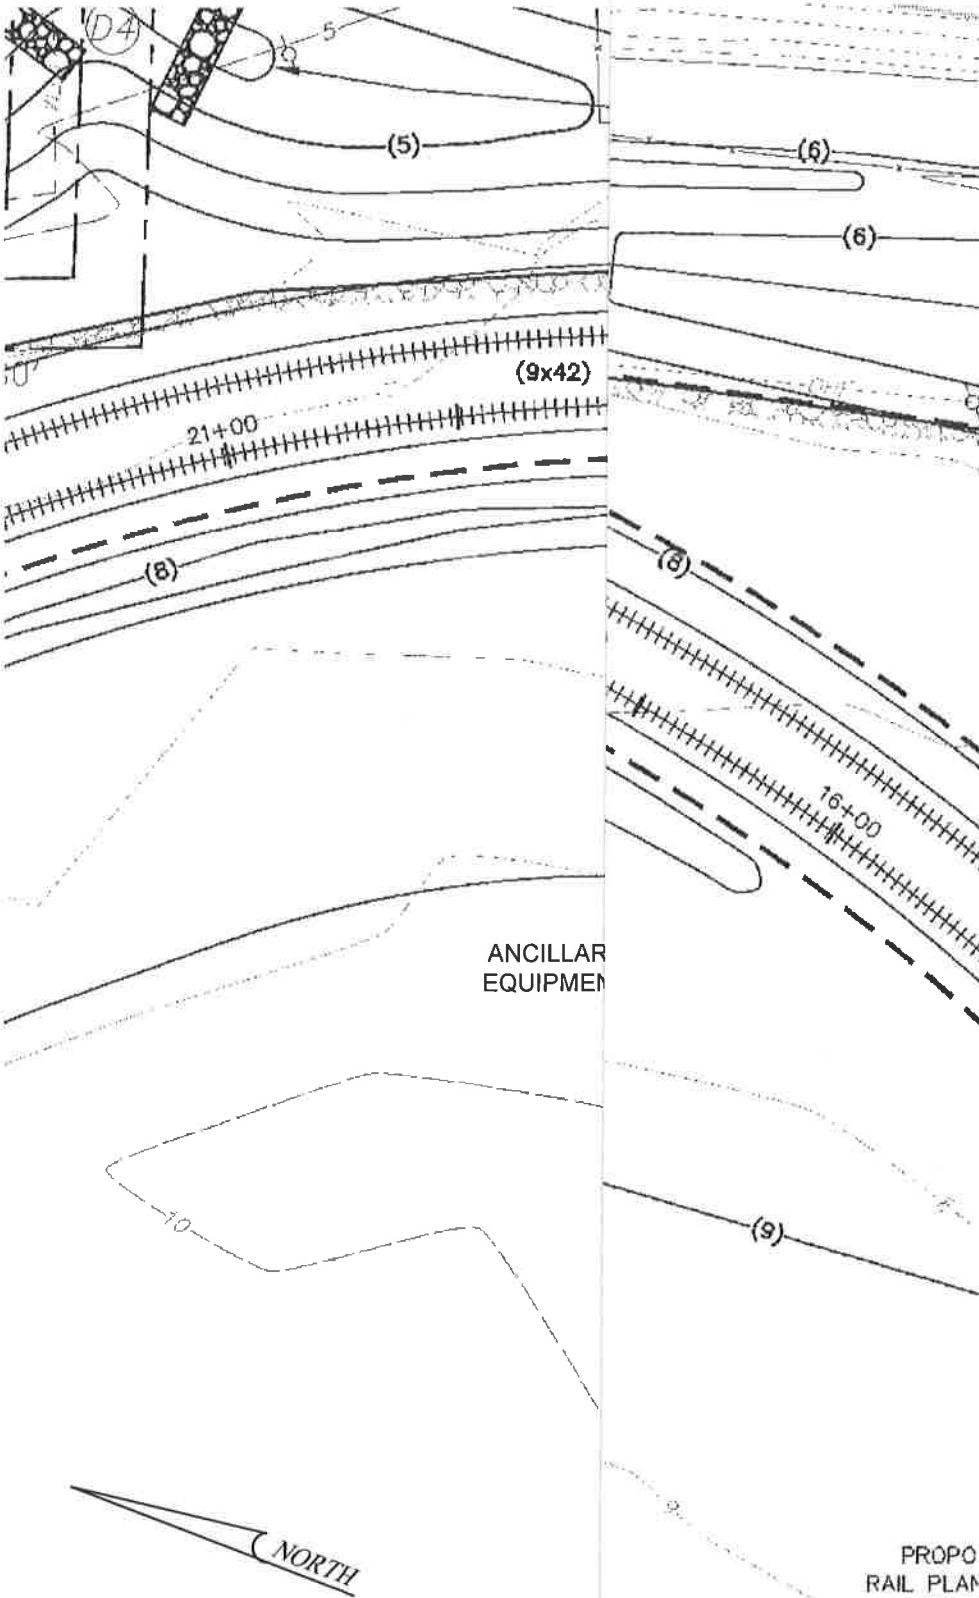 D4
5
(5)
(6)
(6)
(9x42)
21+00
(8)
(8)
16+00
ANCILLAR
EQUIPMEN
10
(9)
9
NORTH
PROPO
RAIL PLAN